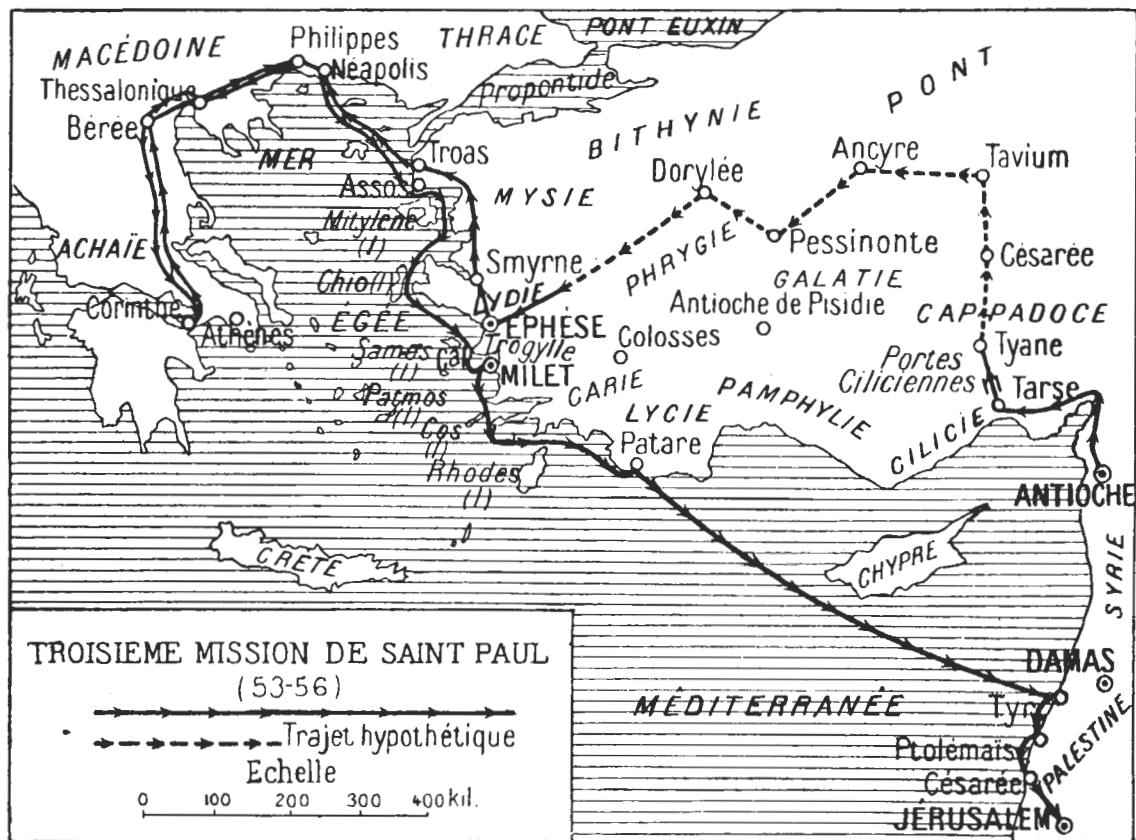 MACÉDOINE
Philippes
THRACE
PONT EUXIN
Néapolis
Thessalonique
Propontide
PONT
Bérée
BITHYNIE
MER
Troas
Ancyre
Tavium
Dorylée
Assos
MYSIE
Mitylène
(I)
ACHAÏE
PHRYGIE
Pessinonte
Césarée
Chio(I)
Smyrne
GALATIE
LYDIE
Antioche de Pisidie
CAPPADOCE
Corinthe
Athènes
ÉGÉE
ÉPHÈSE
Trogylle
Colosses
Tyane
Samos
(I)
MILET
Portes
Ciliciennes
Tarse
CARIE
PAMPHYLIE
Patmos
(I)
LYCIE
Cos
(I)
Patare
CILICIE
Rhodes
(I)
ANTIOCHE
CRÈTE
CHYPRE
SYRIE
TROISIEME MISSION DE SAINT PAUL
(53-56)
Trajet hypothétique
Echelle
0 100 200 300 400 kil.
DAMAS
MÉDITERRANÉE
Tyr
Ptolémaïs
PALESTINE
Césarée
JÉRUSALEM